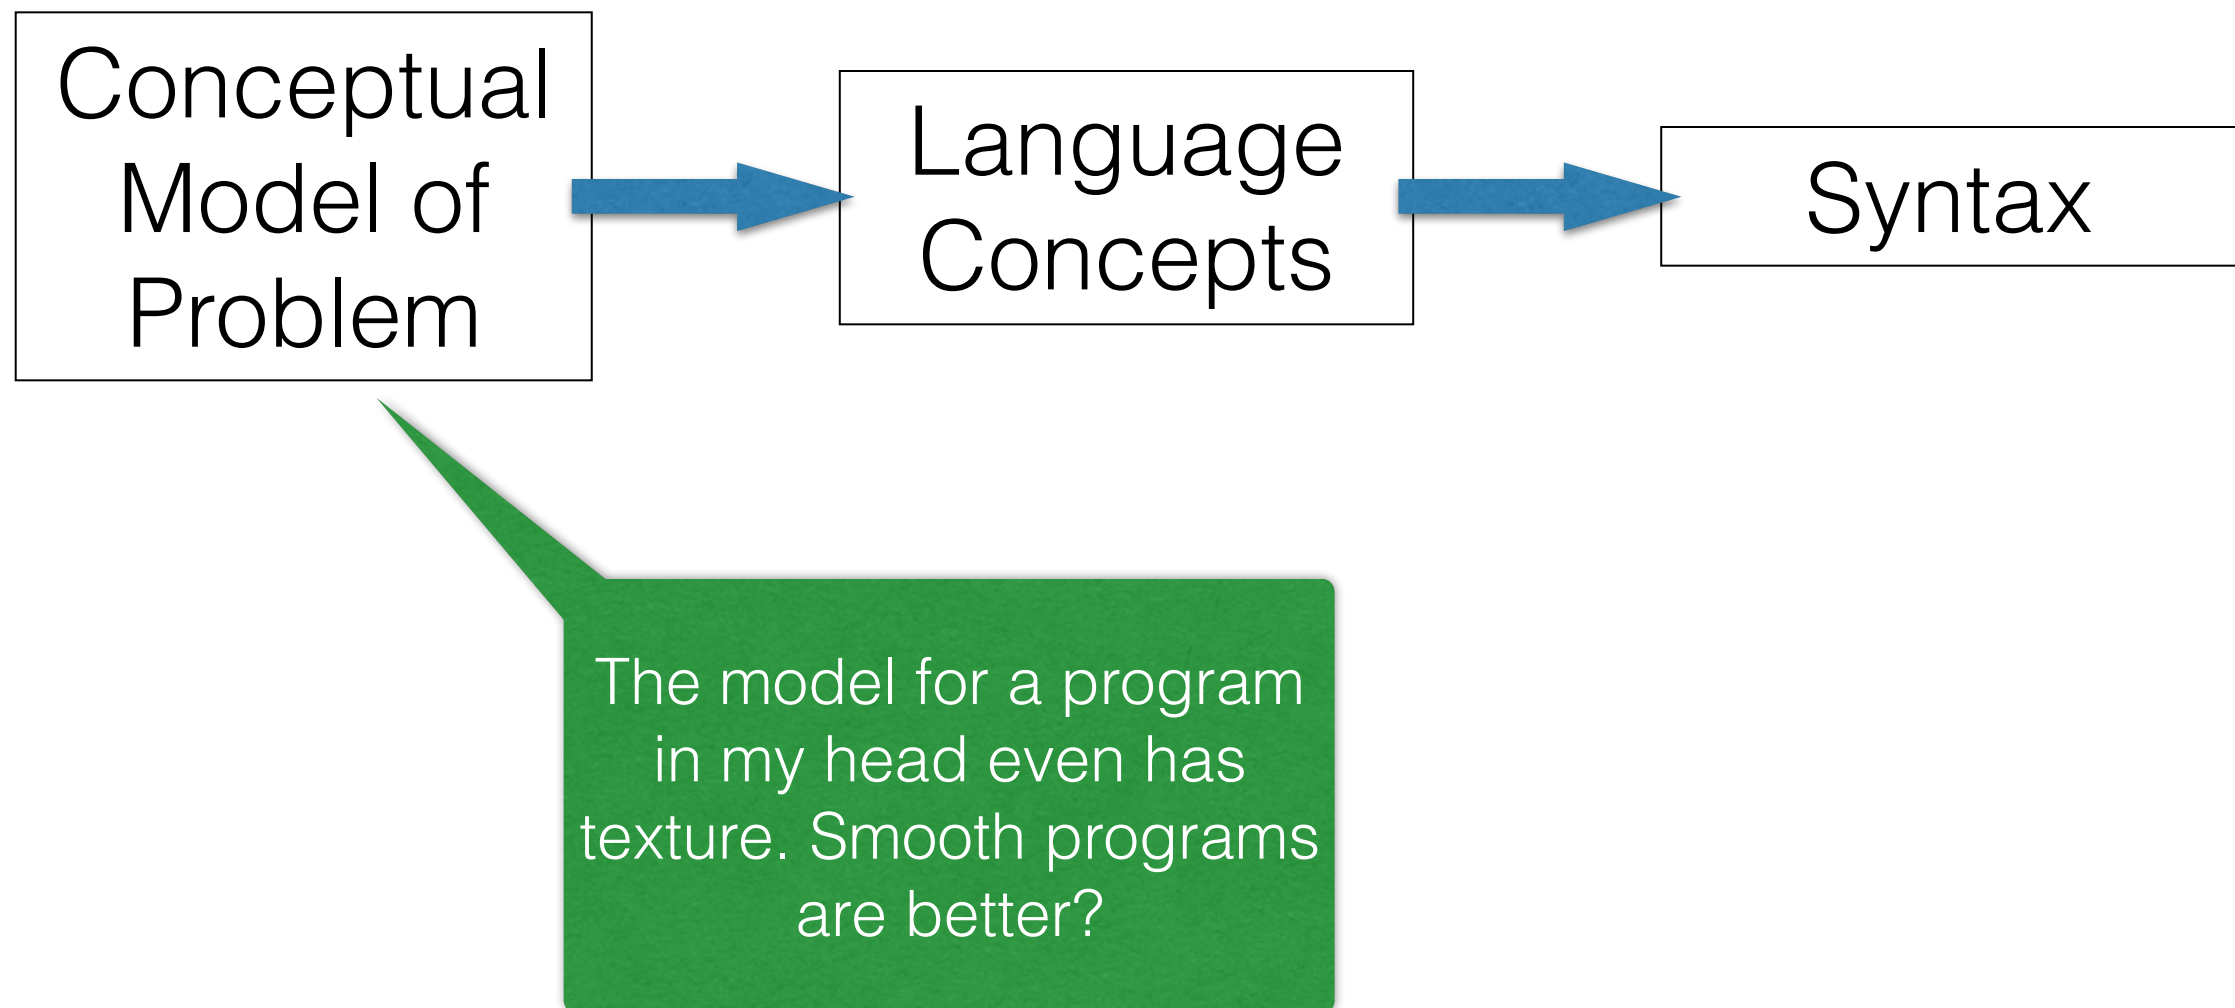 Conceptual
Model of
Problem
Language
Concepts
Syntax
The model for a program
in my head even has
texture. Smooth programs
are better?